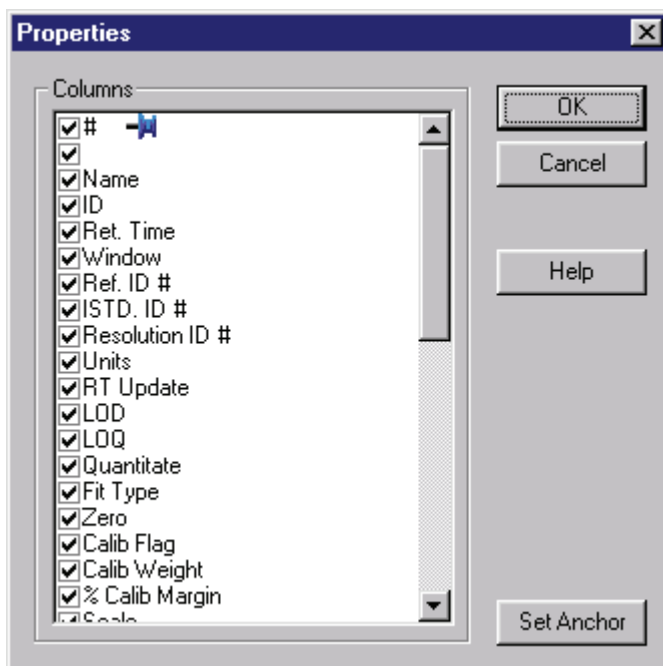 Properties
Columns
#
Name
ID
Ret. Time
Window
Ref. ID #
ISTD. ID #
Resolution ID #
Units
RT Update
LOD
LOQ
Quantitate
Fit Type
Zero
Calib Flag
Calib Weight
% Calib Margin
Scale
OK
Cancel
Help
Set Anchor